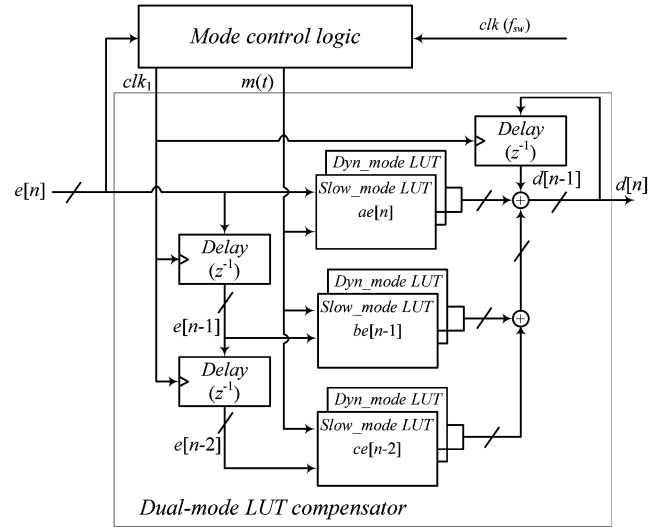 Mode control logic
clk (fsw)
clk1
m(t)
Delay
(z-1)
e[n]
Dyn_mode LUT
Slow_mode LUT
ae[n]
d[n-1]
d[n]
Delay
(z-1)
e[n-1]
Dyn_mode LUT
Slow_mode LUT
be[n-1]
Delay
(z-1)
e[n-2]
Dyn_mode LUT
Slow_mode LUT
ce[n-2]
Dual-mode LUT compensator